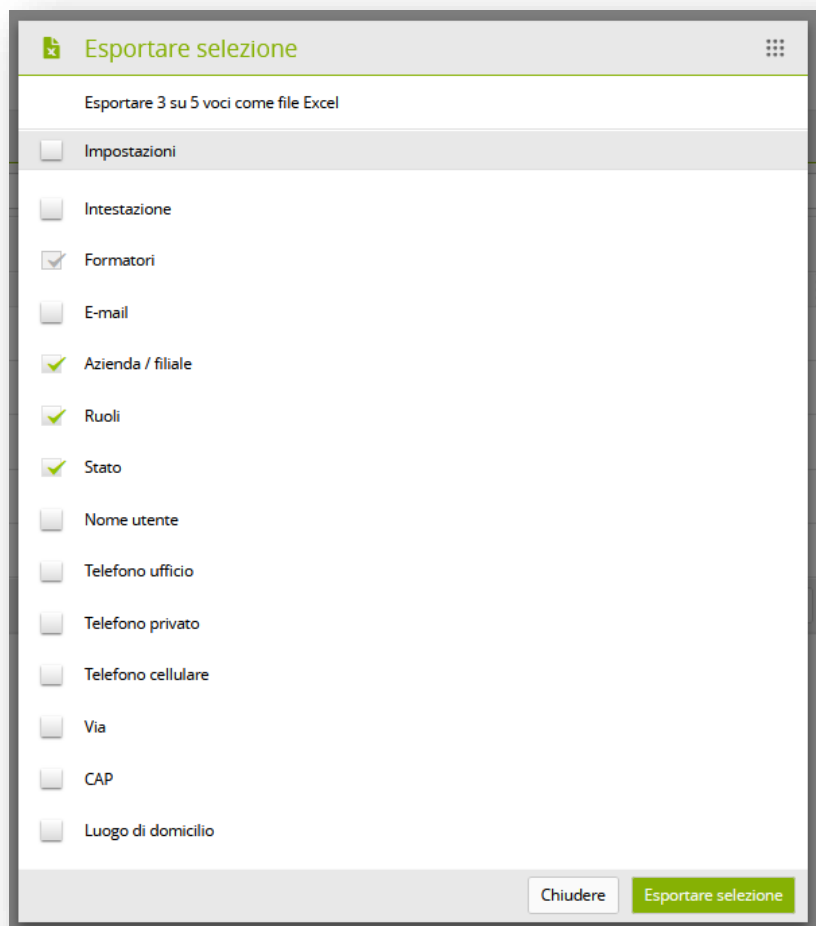 Esportare selezione
Esportare 3 su 5 voci come file Excel
Impostazioni
Intestazione
Formatori
E-mail
Azienda / filiale
Ruoli
Stato
Nome utente
Telefono ufficio
Telefono privato
Telefono cellulare
Via
CAP
Luogo di domicilio
Chiudere
Esportare selezione